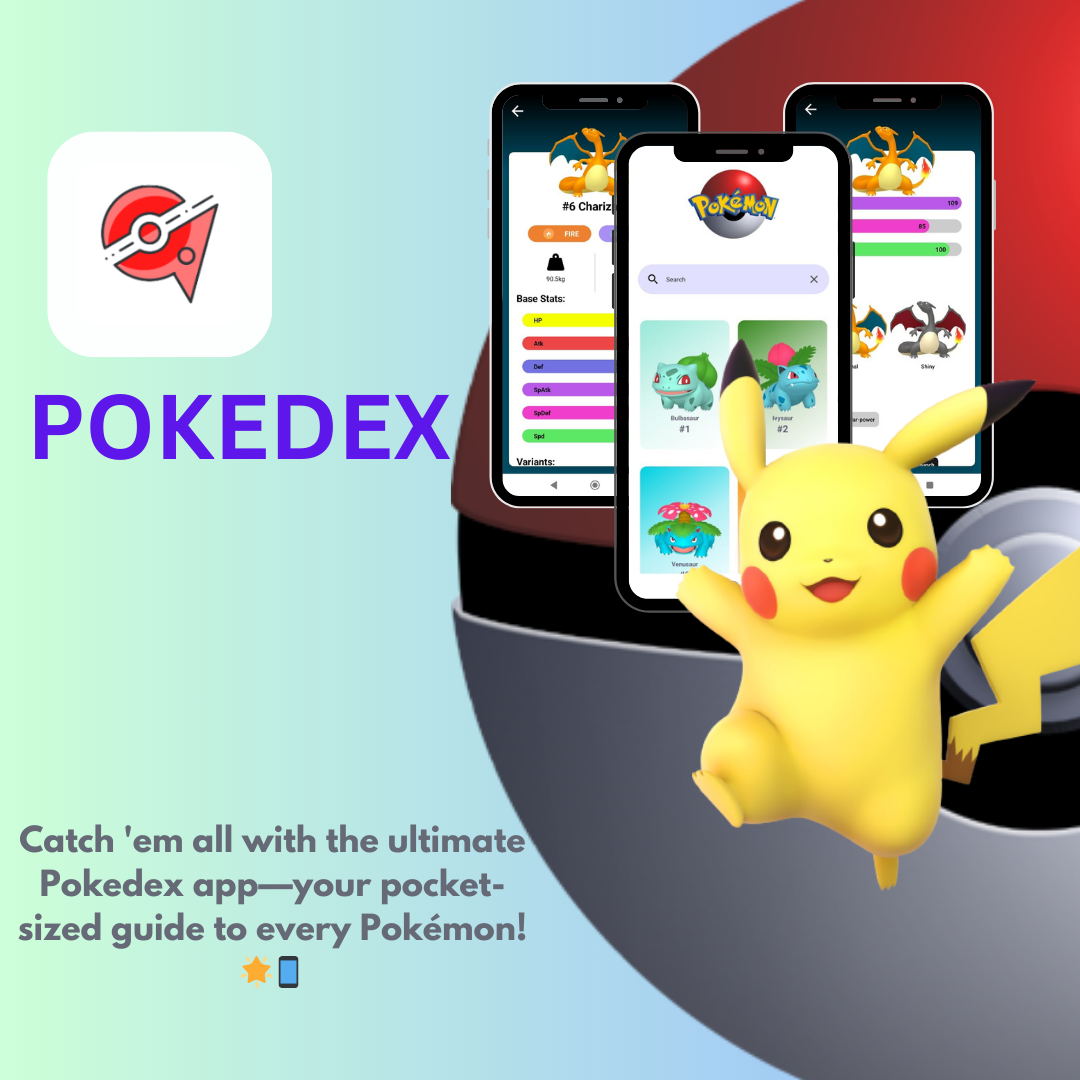 POKEDEX
Catch 'em all with the ultimate
Pokedex app—your pocket-
sized guide to every Pokémon!
#6 Chariz
FIRE
90.5kg
Base Stats:
HP
Atk
Def
SpAtk
SpDef
Spd
Variants:
Pokémon
Search
Bulbasaur
#1
Ivysaur
#2
Venusaur
109
85
100
Shiny
ar-power